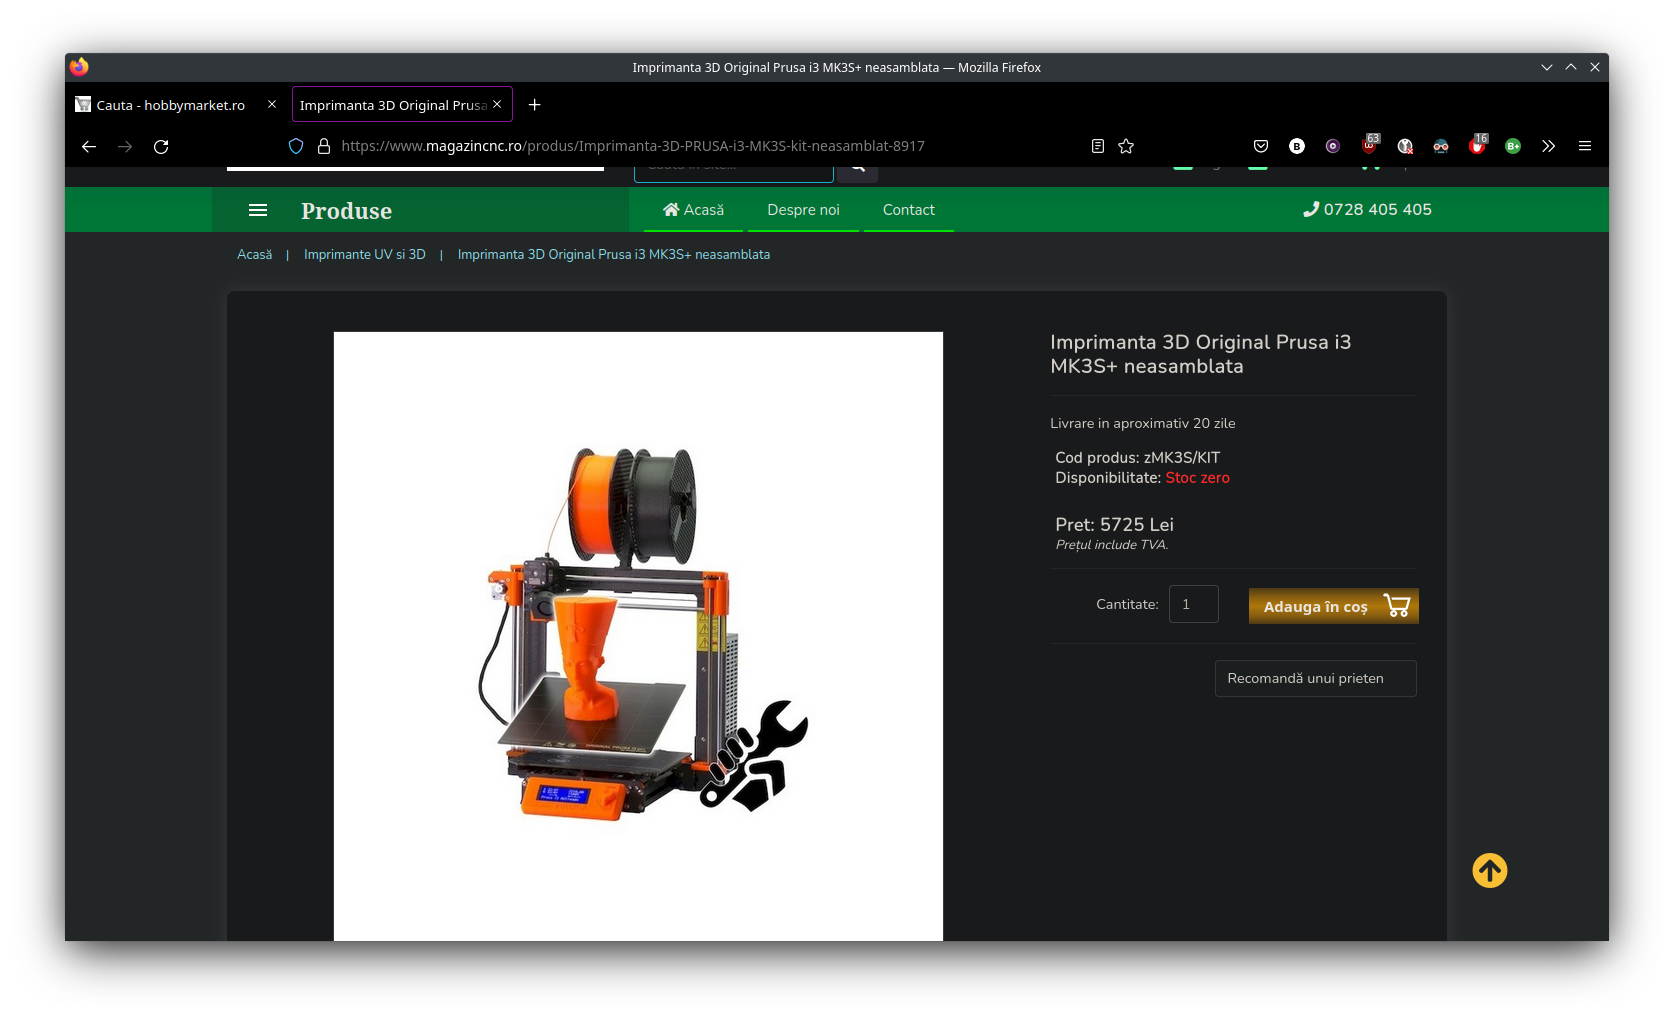 Imprimanta 3D Original Prusa i3 MK3S+ neasamblata — Mozilla Firefox
Cauta - hobbymarket.ro
Imprimanta 3D Original Prusa
https://www.magazincnc.ro/produs/Imprimanta-3D-PRUSA-i3-MK3S-kit-neasamblat-8917
B
63
16
B+
Produse
Acasă
Despre noi
Contact
0728 405 405
Acasă | Imprimante UV si 3D | Imprimanta 3D Original Prusa i3 MK3S+ neasamblata
Imprimanta 3D Original Prusa i3
MK3S+ neasamblata
Livrare in aproximativ 20 zile
Cod produs: zMK3S/KIT
Disponibilitate: Stoc zero
Pret: 5725 Lei
Prețul include TVA.
Cantitate: 1
Adauga în coș
Recomandă unui prieten